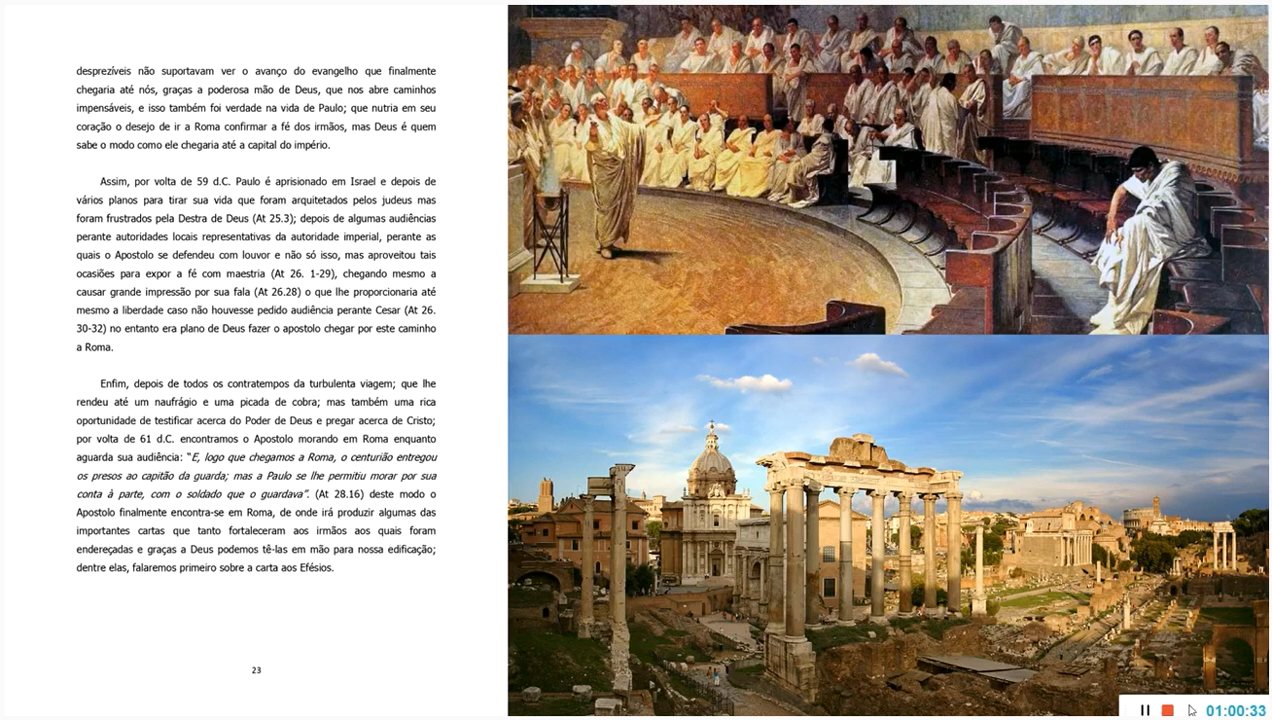 desprezíveis não suportavam ver o avanço do evangelho que finalmente
chegaria até nós, graças a poderosa mão de Deus, que nos abre caminhos
impensáveis, e isso também foi verdade na vida de Paulo; que nutria em seu
coração o desejo de ir a Roma confirmar a fé dos irmãos, mas Deus é quem
sabe o modo como ele chegaria até a capital do império.
Assim, por volta de 59 d.C. Paulo é aprisionado em Israel e depois de
vários planos para tirar sua vida que foram arquitetados pelos judeus mas
foram frustrados pela Destra de Deus (At 25.3); depois de algumas audiências
perante autoridades locais representativas da autoridade imperial, perante as
quais o Apostolo se defendeu com louvor e não só isso, mas aproveitou tais
ocasiões para expor a fé com maestria (At 26. 1-29), chegando mesmo a
causar grande impressão por sua fala (At 26.28) o que lhe proporcionaria até
mesmo a liberdade caso não houvesse pedido audiência perante Cesar (At 26.
30-32) no entanto era plano de Deus fazer o apostolo chegar por este caminho
a Roma.
Enfim, depois de todos os contratempos da turbulenta viagem; que lhe
rendeu até um naufrágio e uma picada de cobra; mas também uma rica
oportunidade de testificar acerca do Poder de Deus e pregar acerca de Cristo;
por volta de 61 d.C. encontramos o Apostolo morando em Roma enquanto
aguarda sua audiência: "E, logo que chegamos a Roma, o centurião entregou
os presos ao capitão da guarda; mas a Paulo se lhe permitiu morar por sua
conta à parte, com o soldado que o guardava". (At 28.16) deste modo o
Apostolo finalmente encontra-se em Roma, de onde irá produzir algumas das
importantes cartas que tanto fortaleceram aos irmãos aos quais foram
endereçadas e graças a Deus podemos tê-las em mão para nossa edificação;
dentre elas, falaremos primeiro sobre a carta aos Efésios.
23
01:00:33